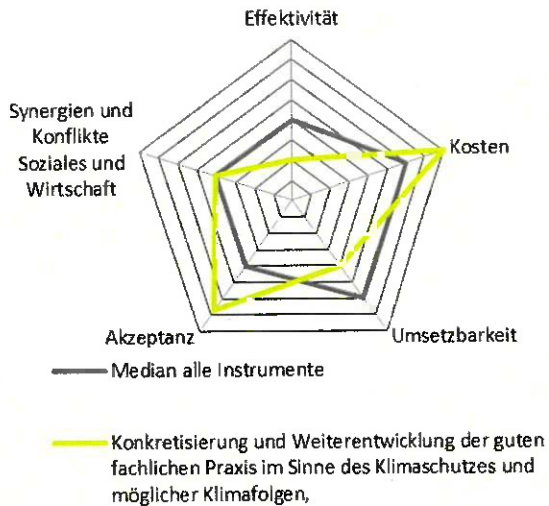 Effektivität
Synergien und
Konflikte
Soziales und
Wirtschaft
Kosten
Akzeptanz
Umsetzbarkeit
Median alle Instrumente
Konkretisierung und Weiterentwicklung der guten
fachlichen Praxis im Sinne des Klimaschutzes und
möglicher Klimafolgen,